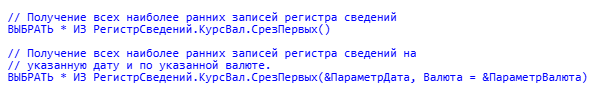 // Получение всех наиболее ранних записей регистра сведений
ВЫБРАТЬ * ИЗ РегистрСведений.КурсВал.СрезПервых()
// Получение всех наиболее ранних записей регистра сведений на
// указанную дату и по указанной валюте.
ВЫБРАТЬ * ИЗ РегистрСведений.КурсВал.СрезПервых(&ПараметрДата, Валюта = &ПараметрВалюта)